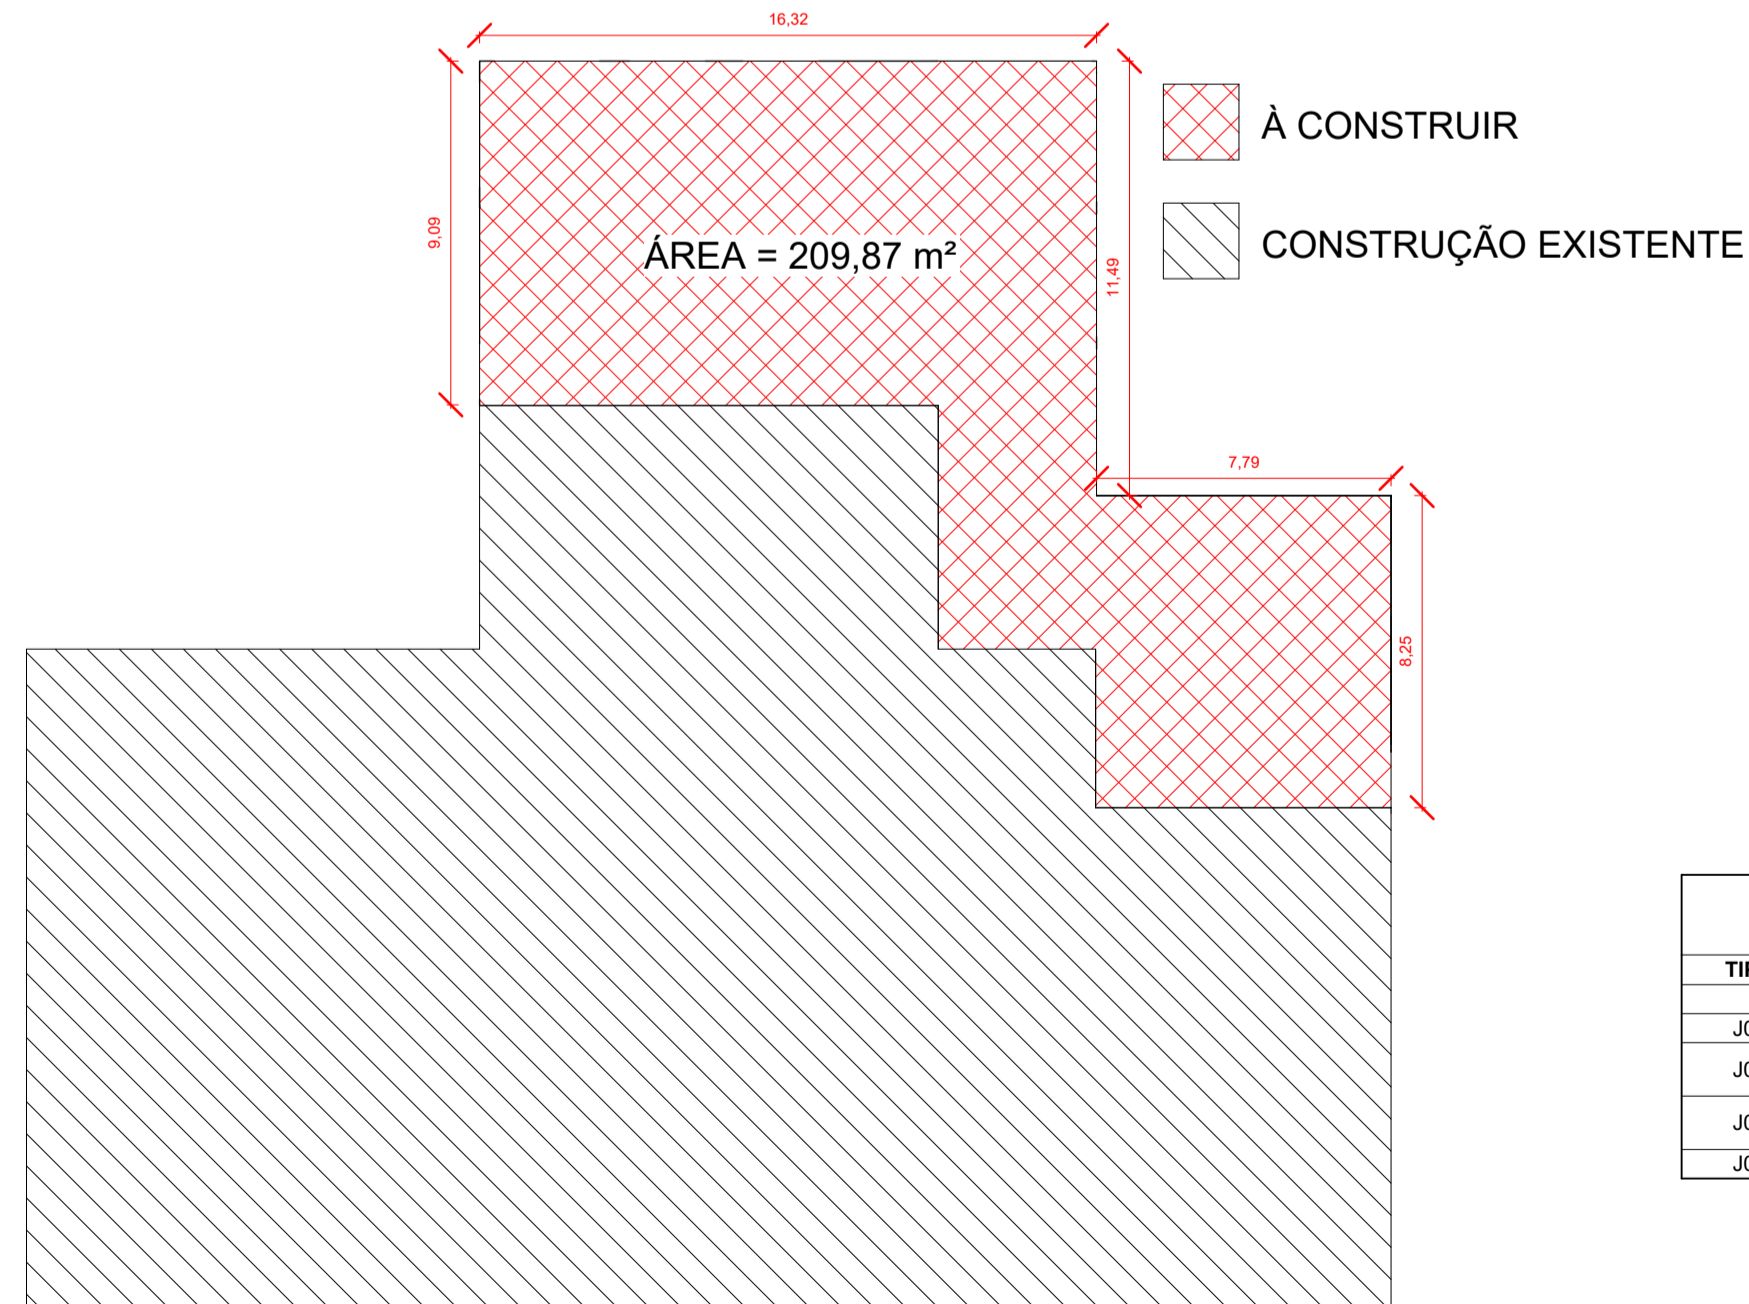 16,32
À CONSTRUIR
9,09
CONSTRUÇÃO EXISTENTE
ÁREA = 209,87 m²
11,49
7,79
8,25